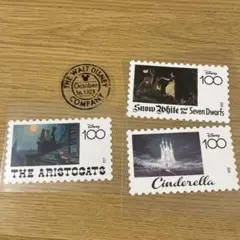 THE WALT DISNEY
October
16, 1923
COMPANY
Disney
100
Snow White and the Seven Dwarfs
Disney
100
THE ARISTOCATS
Disney
100
Cinderella